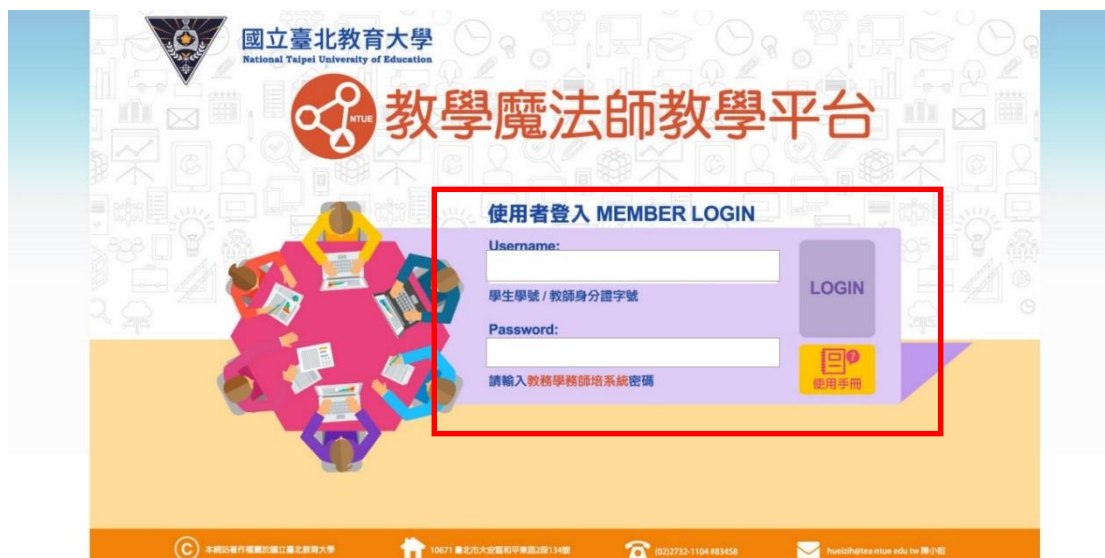 國立臺北教育大學
National Taipei University of Education
NTUE
教學魔法師教學平台
使用者登入 MEMBER LOGIN
Username:
學生學號 / 教師身分證字號
LOGIN
Password:
請輸入教務學務師培系統密碼
使用手冊
本網站著作權屬於國立臺北教育大學
10671 臺北市大安區和平東路2段134號
(02)2732-1104 #83458
hueizih@tea.ntue.edu.tw